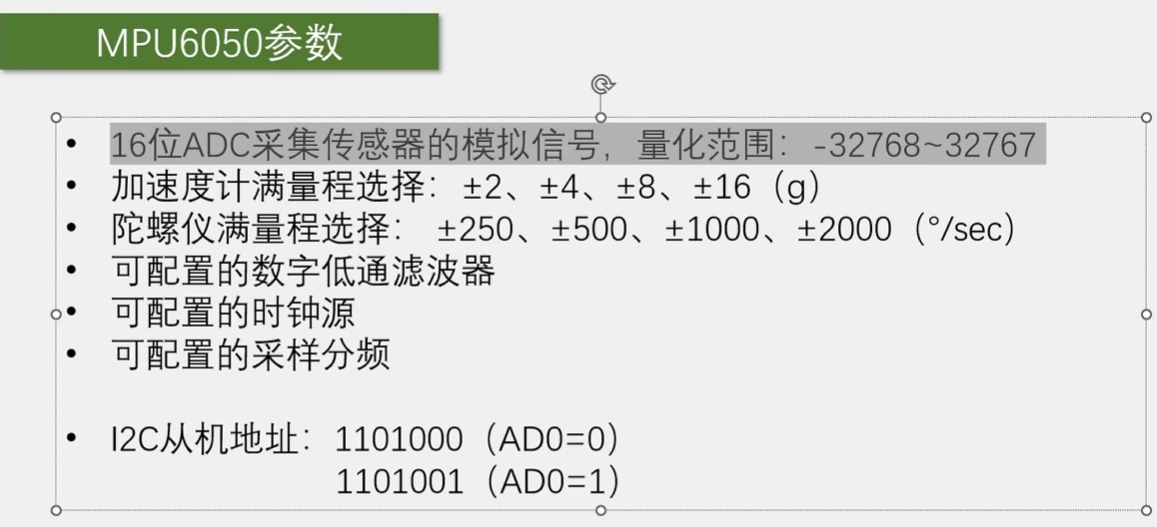 MPU6050参数
• 16位ADC采集传感器的模拟信号，量化范围：-32768~32767
• 加速度计满量程选择：±2、±4、±8、±16（g）
• 陀螺仪满量程选择： ±250、±500、±1000、±2000（°/sec）
• 可配置的数字低通滤波器
• 可配置的时钟源
• 可配置的采样分频
• I2C从机地址：1101000（AD0=0）
1101001（AD0=1）